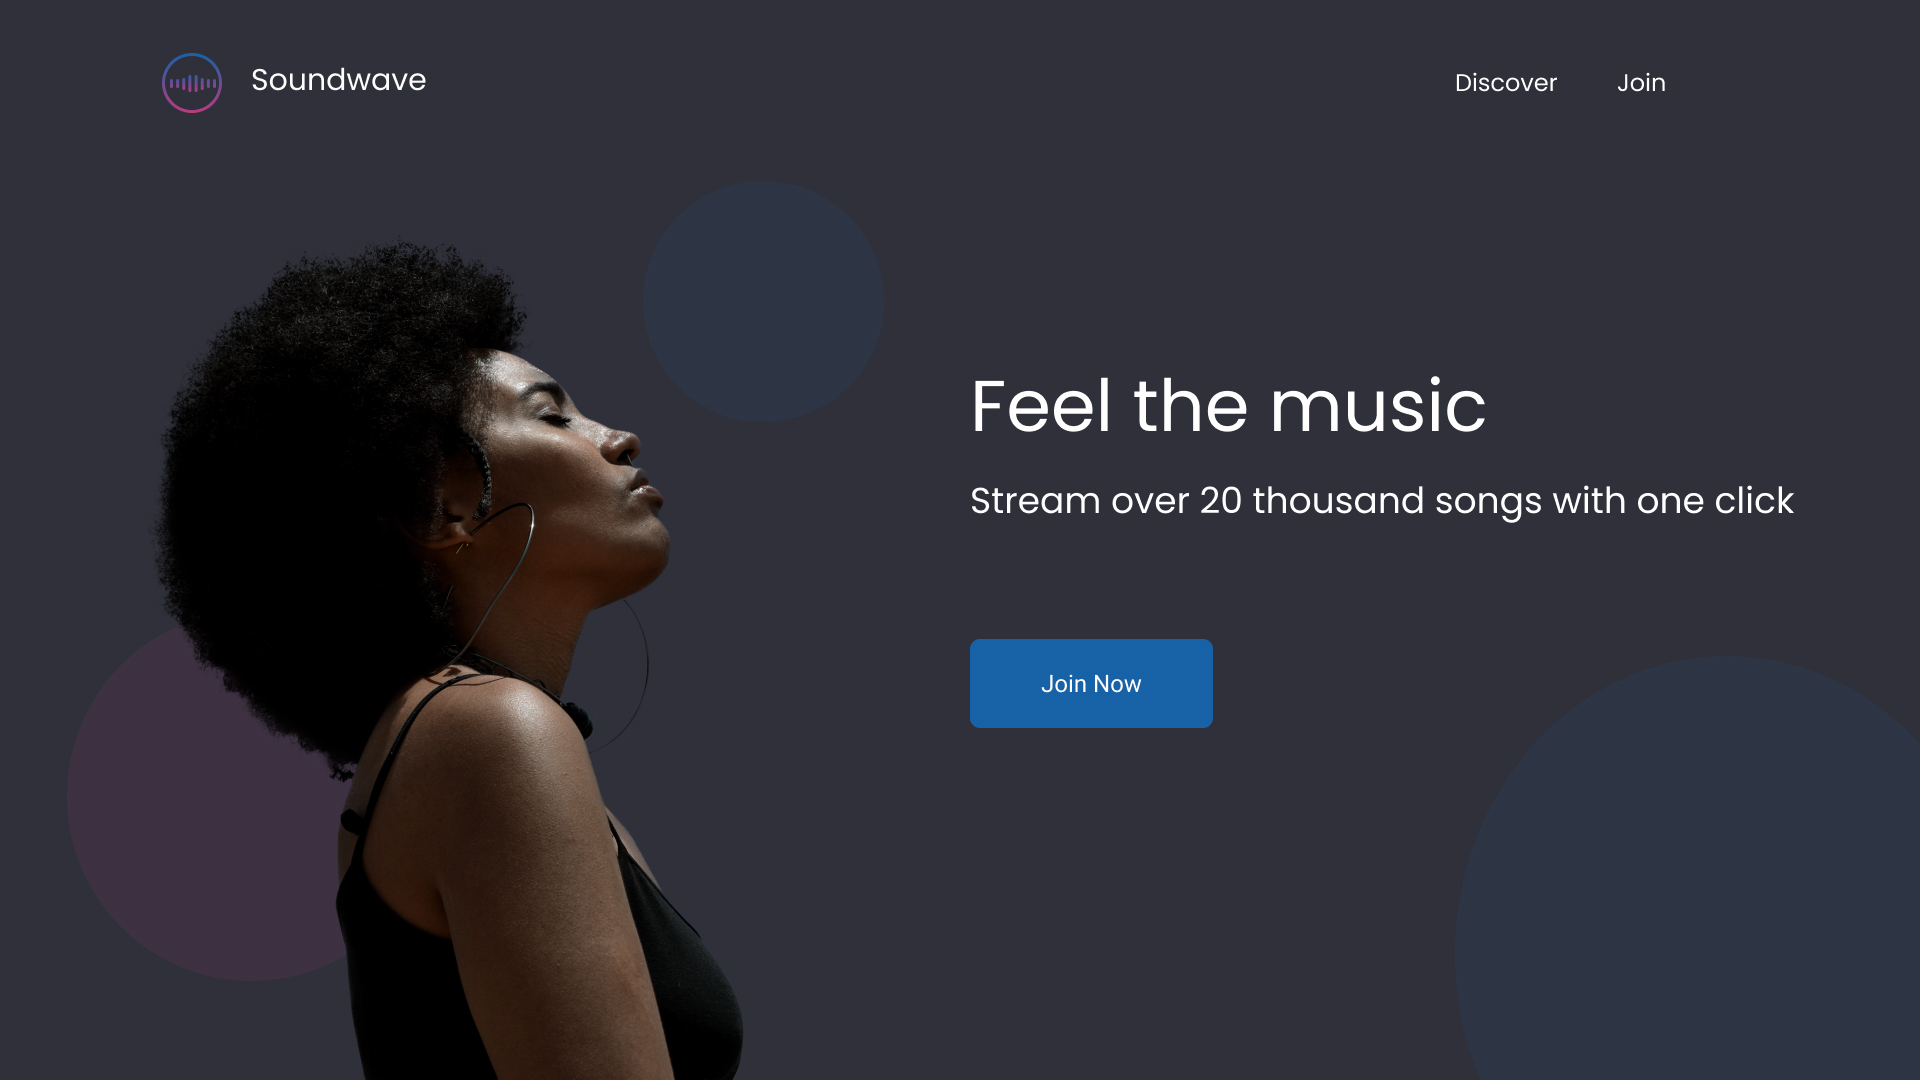 Soundwave
Discover
Join
Feel the music
Stream over 20 thousand songs with one click
Join Now